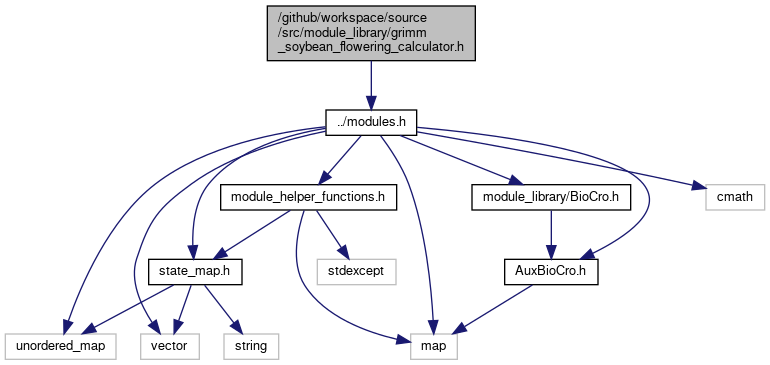 /github/workspace/source
/src/module_library/grimm
_soybean_flowering_calculator.h
../modules.h
module_helper_functions.h
module_library/BioCro.h
cmath
state_map.h
stdexcept
AuxBioCro.h
unordered_map
vector
string
map